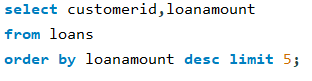 select customerid,loanamount
from loans
order by loanamount desc limit 5;